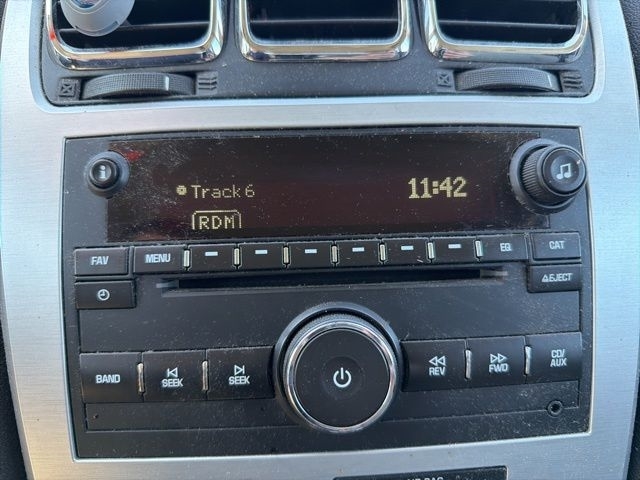 Track 6
11:42
RDM
FAV
MENU
EQ
CAT
EJECT
BAND
SEEK
SEEK
REV
FWD
CD/
AUX